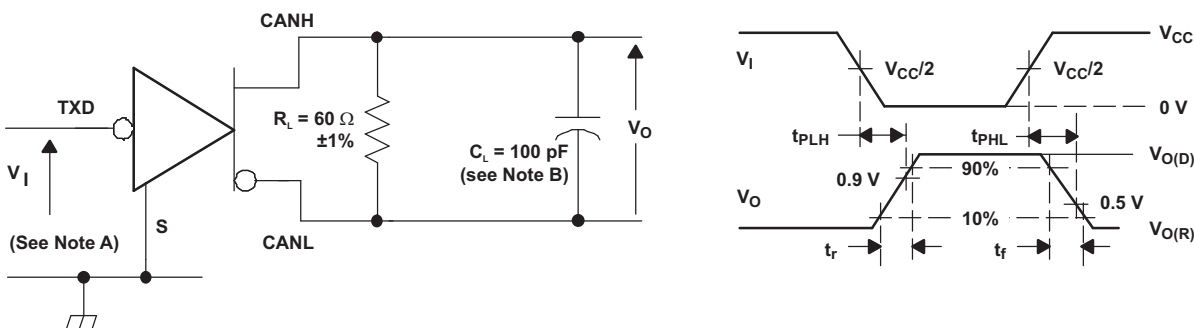 CANH
TXD
R_L = 60 Ω
±1%
C_L = 100 pF
(see Note B)
V_O
V_I
(See Note A)
S
CANL
V_I
V_CC
V_CC/2
V_CC/2
0 V
t_PLH
t_PHL
V_O(D)
90%
0.9 V
V_O
0.5 V
10%
V_O(R)
t_r
t_f